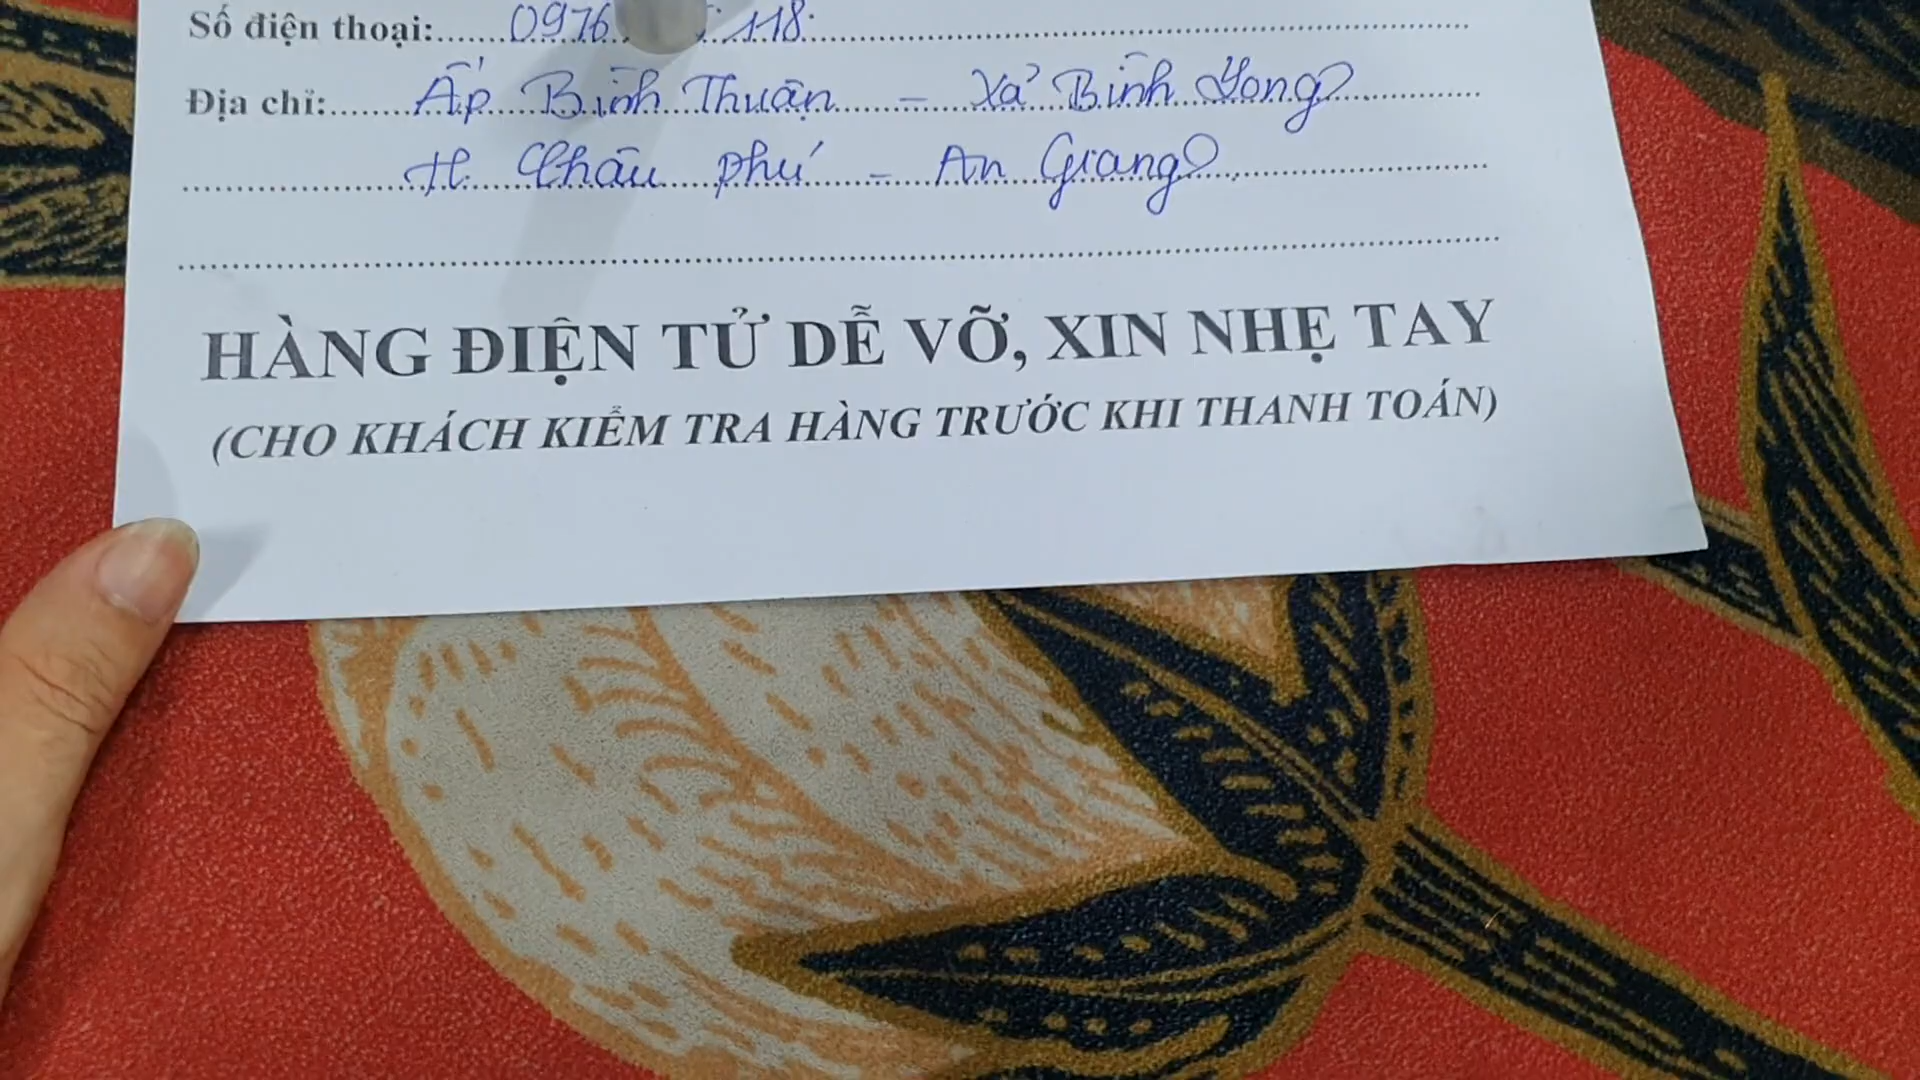 Số điện thoại: 0976 118
Địa chỉ: Ấp Bình Thuận - Xã Bình Long
H Châu phú - An Giang
HÀNG ĐIỆN TỬ DỄ VỠ, XIN NHẸ TAY
(CHO KHÁCH KIỂM TRA HÀNG TRƯỚC KHI THANH TOÁN)